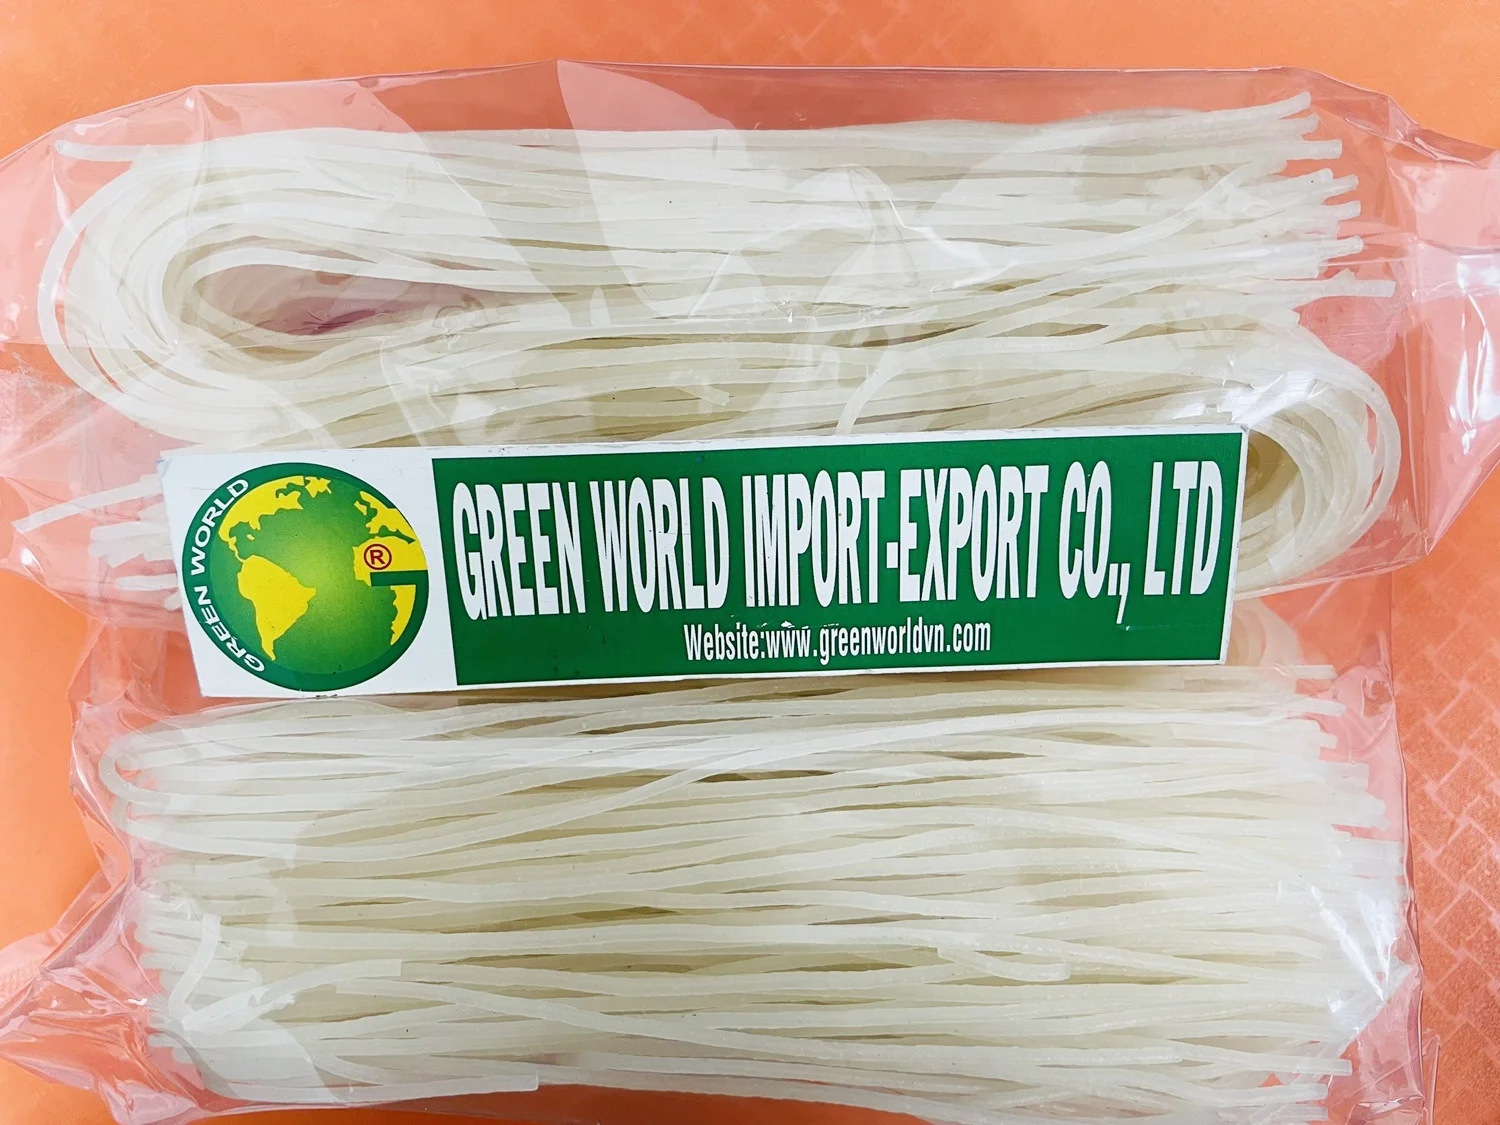 GREEN WORLD
®
GREEN WORLD IMPORT-EXPORT CO., LTD
Website:www.greenworldvn.com